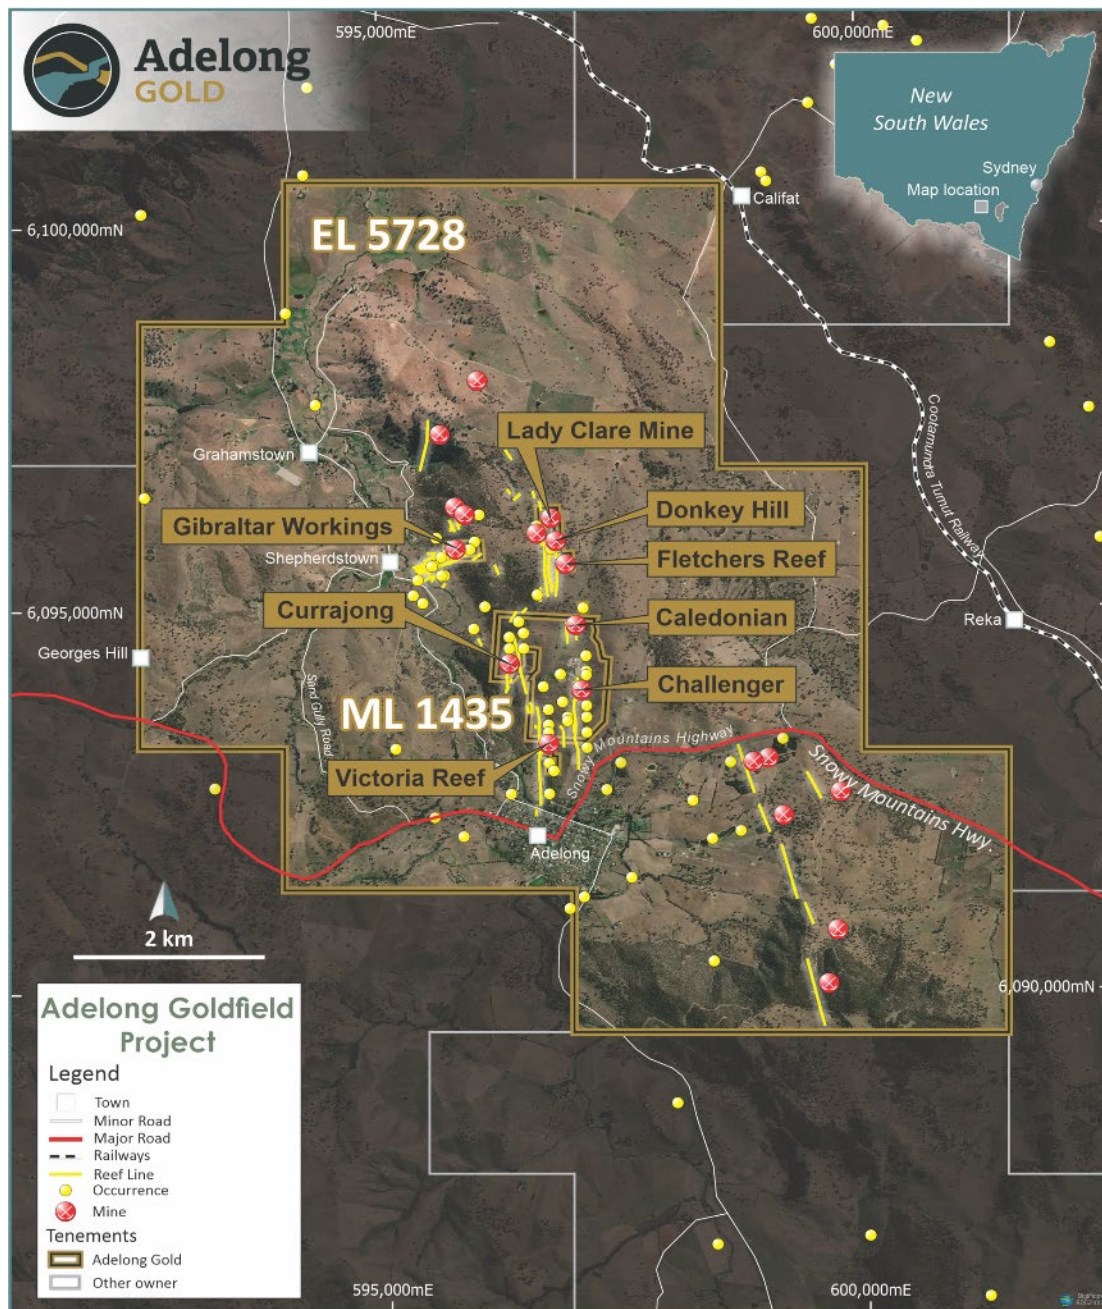 Adelong
GOLD
595,000mE
600,000mE
New
South Wales
Sydney
Map location
Califat
6,100,000mN
EL 5728
Cootamundra Tumut Railway
Lady Clare Mine
Grahamstown
Donkey Hill
Gibraltar Workings
Shepherdstown
Fletchers Reef
6,095,000mN
Currajong
Caledonian
Reka
Georges Hill
Challenger
Sand Gully Road
ML 1435
Snowy Mountains Highway
Victoria Reef
Snowy Mountains Hwy.
Adelong
2 km
6,090,000mN
Adelong Goldfield
Project
Legend
Town
Minor Road
Major Road
Railways
Reef Line
Occurrence
Mine
Tenements
Adelong Gold
Other owner
595,000mE
600,000mE